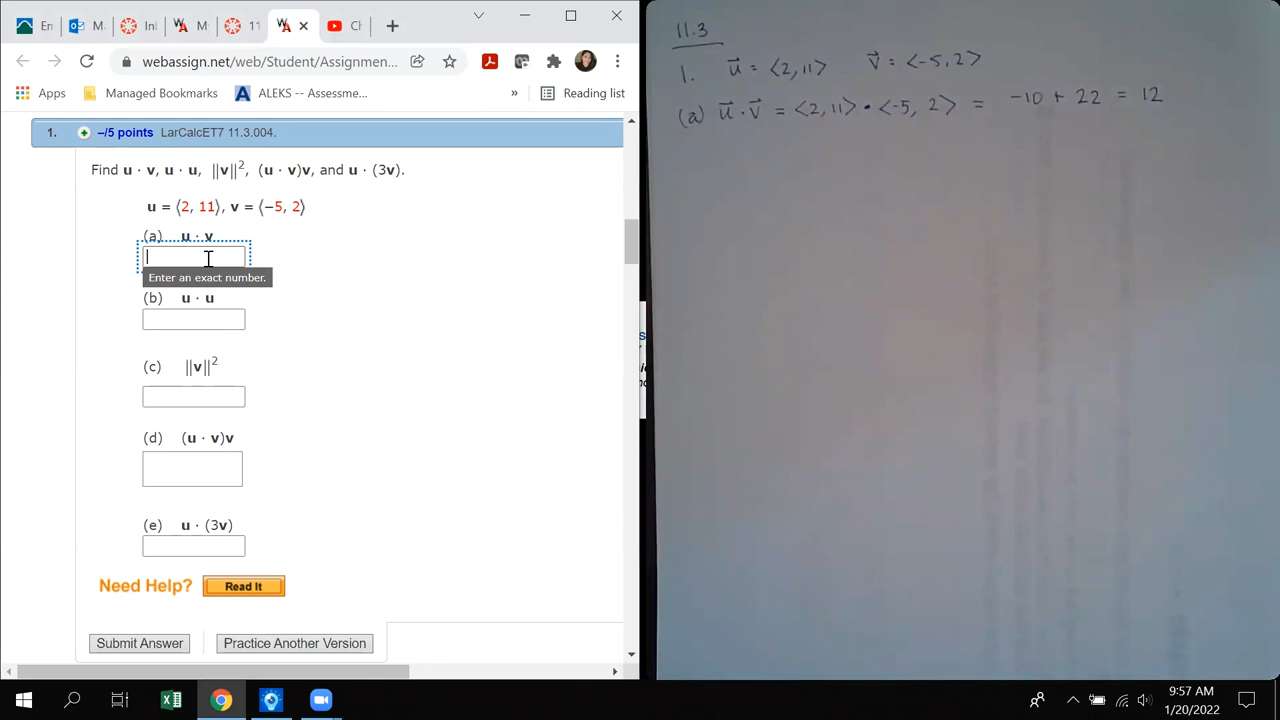 En
M
Inl
M
11
Ch
webassign.net/web/Student/Assignmen...
Apps
Managed Bookmarks
ALEKS - Assessme...
»
Reading list
1.
–/5 points
LarCalcET7 11.3.004.
Find u · v, u · u, ||v||², (u · v)v, and u · (3v).
u = ⟨2, 11⟩, v = ⟨−5, 2⟩
(a) u · v
Enter an exact number.
(b) u · u
(c) ||v||²
(d) (u · v)v
(e) u · (3v)
Need Help? Read It
Submit Answer
Practice Another Version
11.3
1. u⃗ = <2, 11> v⃗ = <-5, 2>
(a) u⃗ · v⃗ = <2, 11> • <-5, 2> = -10 + 22 = 12
9:57 AM
1/20/2022